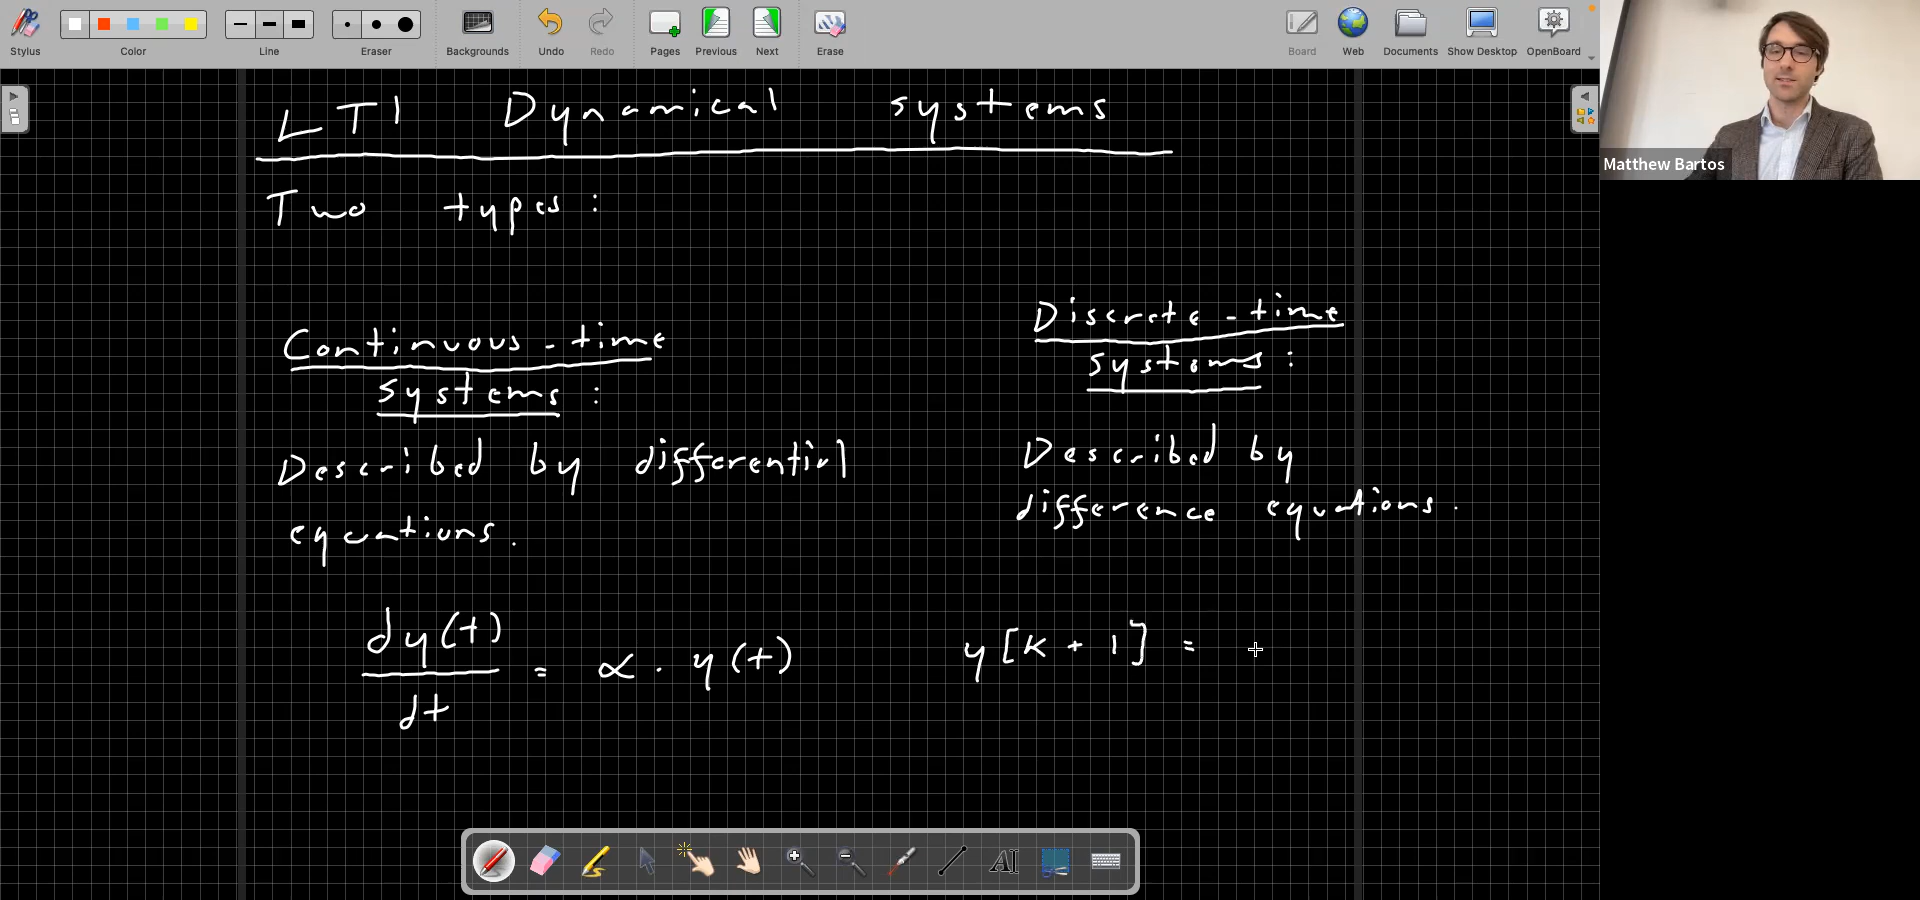 Stylus Color Line Eraser Backgrounds Undo Redo Pages Previous Next Erase Board Web Documents Show Desktop OpenBoard
Matthew Bartos
LTI Dynamical systems
Two types:
Continuous-time
systems:
Described by differential
equations.
dy(t)/dt = α · y(t)
Discrete-time
systems:
Described by
difference equations.
y[K + 1] =
AI